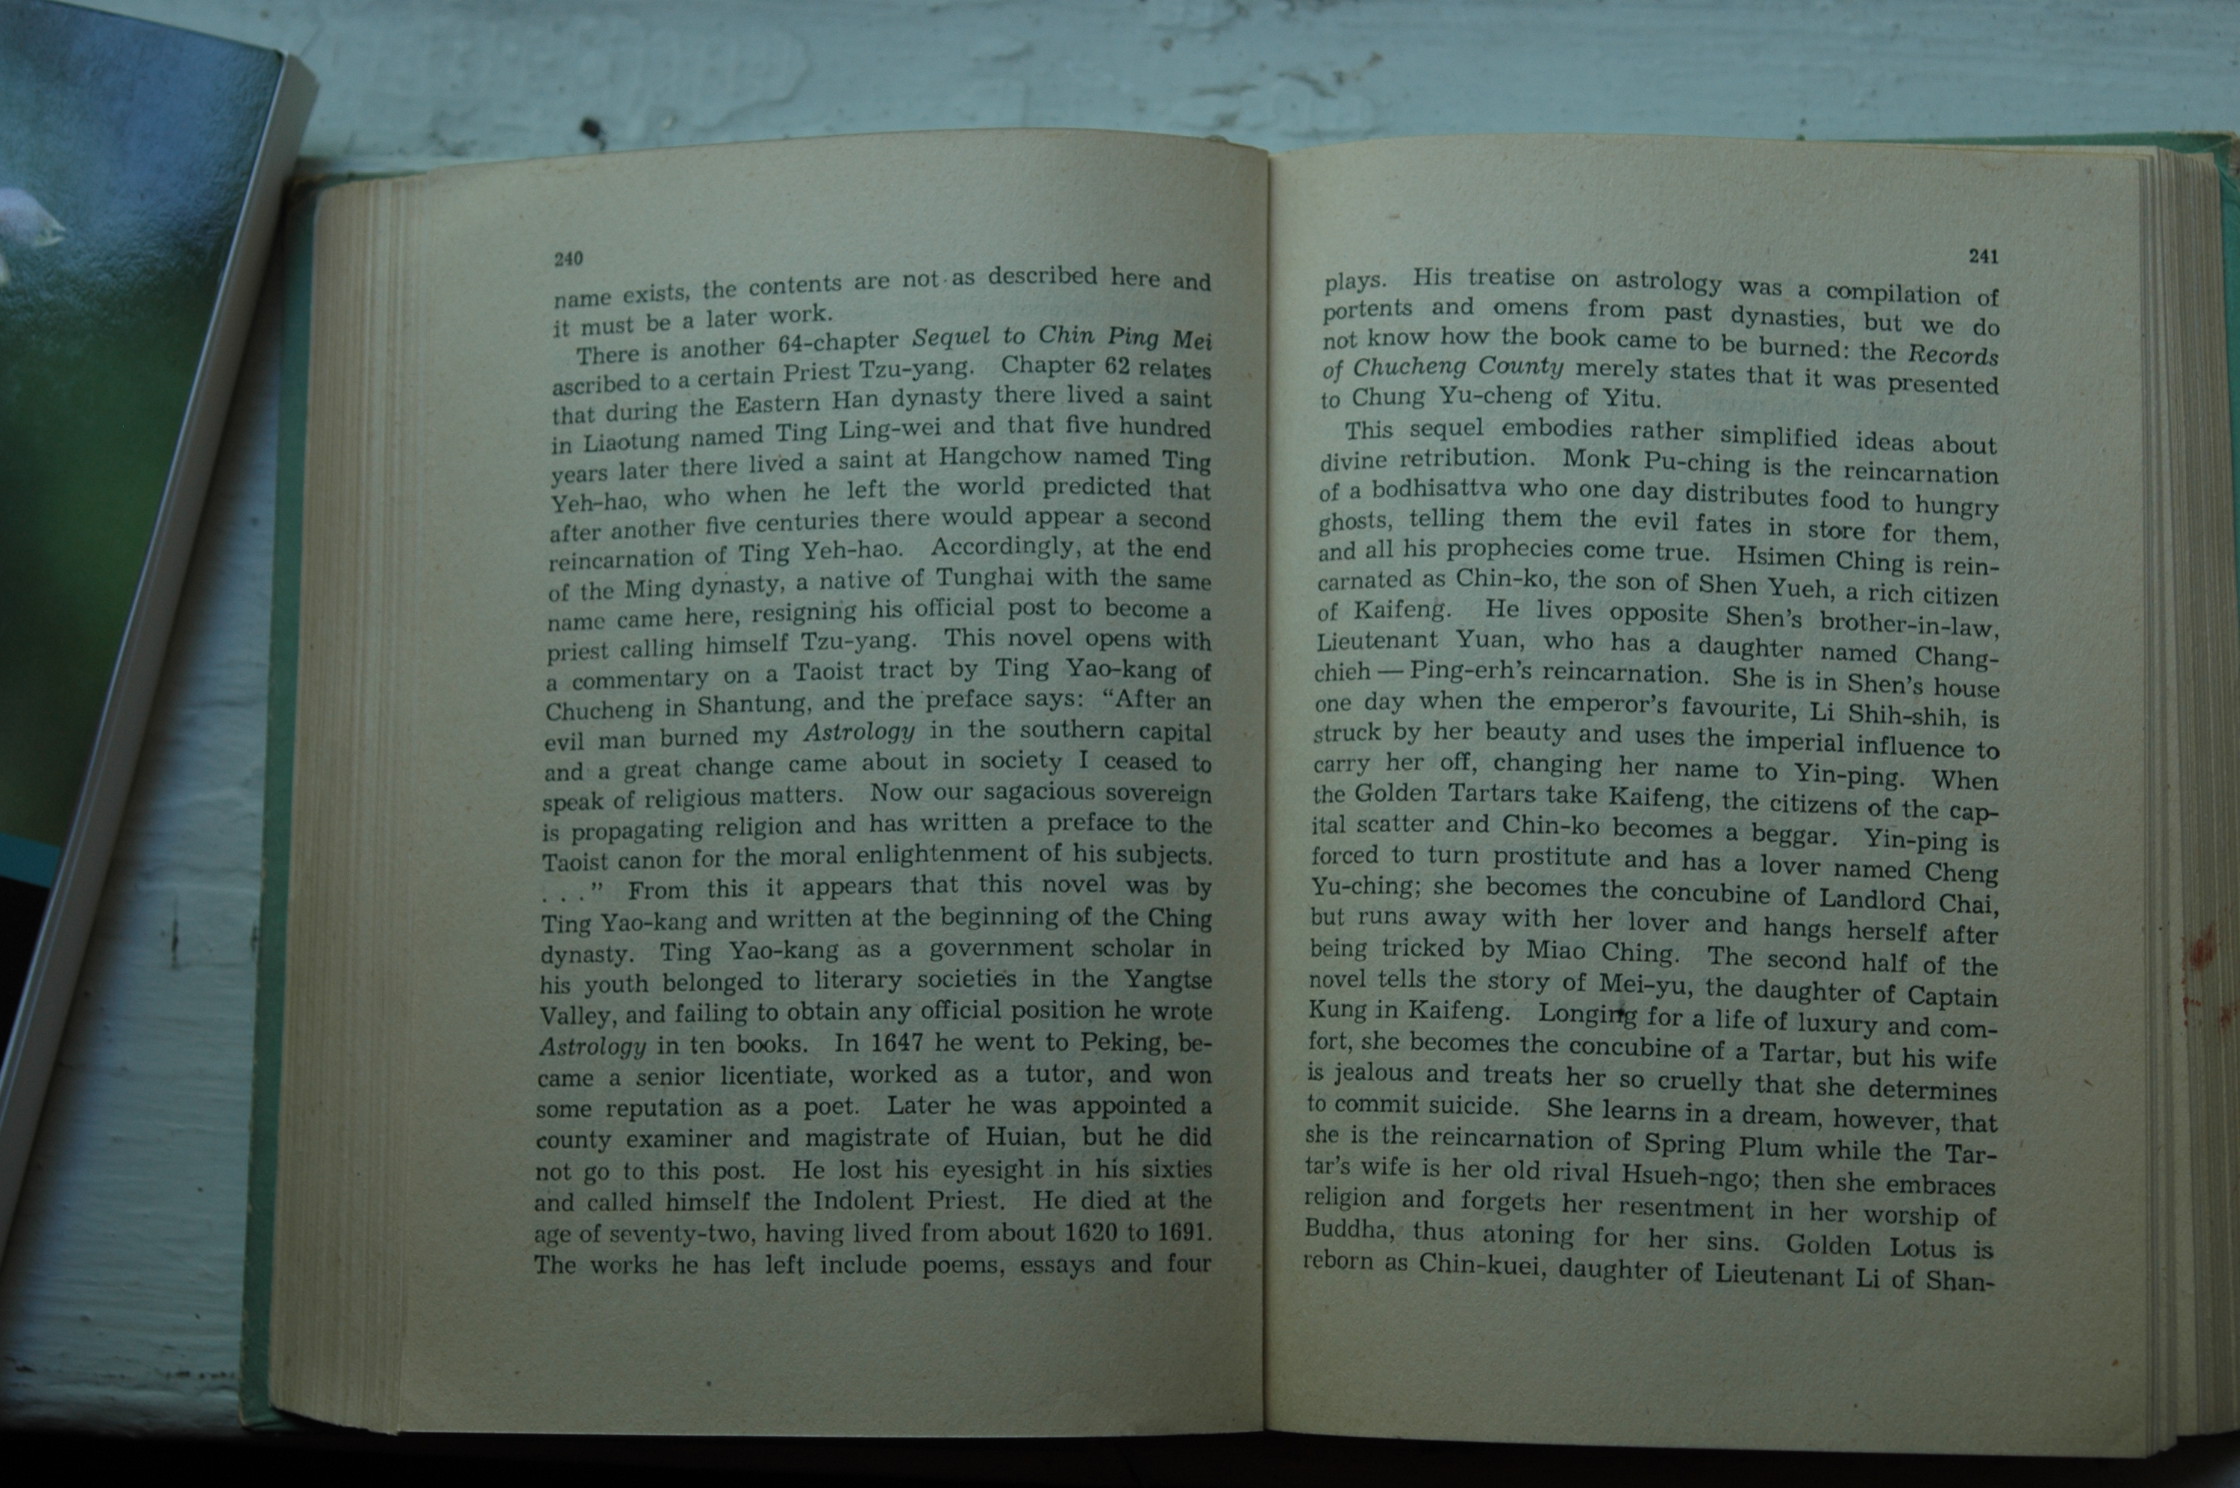 240
name exists, the contents are not as described here and
it must be a later work.
There is another 64-chapter Sequel to Chin Ping Mei
ascribed to a certain Priest Tzu-yang. Chapter 62 relates
that during the Eastern Han dynasty there lived a saint
in Liaotung named Ting Ling-wei and that five hundred
years later there lived a saint at Hangchow named Ting
Yeh-hao, who when he left the world predicted that
after another five centuries there would appear a second
reincarnation of Ting Yeh-hao. Accordingly, at the end
of the Ming dynasty, a native of Tunghai with the same
name came here, resigning his official post to become a
priest calling himself Tzu-yang. This novel opens with
a commentary on a Taoist tract by Ting Yao-kang of
Chucheng in Shantung, and the preface says: “After an
evil man burned my Astrology in the southern capital
and a great change came about in society I ceased to
speak of religious matters. Now our sagacious sovereign
is propagating religion and has written a preface to the
Taoist canon for the moral enlightenment of his subjects.
. . .” From this it appears that this novel was by
Ting Yao-kang and written at the beginning of the Ching
dynasty. Ting Yao-kang as a government scholar in
his youth belonged to literary societies in the Yangtse
Valley, and failing to obtain any official position he wrote
Astrology in ten books. In 1647 he went to Peking, be-
came a senior licentiate, worked as a tutor, and won
some reputation as a poet. Later he was appointed a
county examiner and magistrate of Huian, but he did
not go to this post. He lost his eyesight in his sixties
and called himself the Indolent Priest. He died at the
age of seventy-two, having lived from about 1620 to 1691.
The works he has left include poems, essays and four
241
plays. His treatise on astrology was a compilation of
portents and omens from past dynasties, but we do
not know how the book came to be burned: the Records
of Chucheng County merely states that it was presented
to Chung Yu-cheng of Yitu.
This sequel embodies rather simplified ideas about
divine retribution. Monk Pu-ching is the reincarnation
of a bodhisattva who one day distributes food to hungry
ghosts, telling them the evil fates in store for them,
and all his prophecies come true. Hsimen Ching is rein-
carnated as Chin-ko, the son of Shen Yueh, a rich citizen
of Kaifeng. He lives opposite Shen’s brother-in-law,
Lieutenant Yuan, who has a daughter named Chang-
chieh — Ping-erh’s reincarnation. She is in Shen’s house
one day when the emperor’s favourite, Li Shih-shih, is
struck by her beauty and uses the imperial influence to
carry her off, changing her name to Yin-ping. When
the Golden Tartars take Kaifeng, the citizens of the cap-
ital scatter and Chin-ko becomes a beggar. Yin-ping is
forced to turn prostitute and has a lover named Cheng
Yu-ching; she becomes the concubine of Landlord Chai,
but runs away with her lover and hangs herself after
being tricked by Miao Ching. The second half of the
novel tells the story of Mei-yu, the daughter of Captain
Kung in Kaifeng. Longing for a life of luxury and com-
fort, she becomes the concubine of a Tartar, but his wife
is jealous and treats her so cruelly that she determines
to commit suicide. She learns in a dream, however, that
she is the reincarnation of Spring Plum while the Tar-
tar’s wife is her old rival Hsueh-ngo; then she embraces
religion and forgets her resentment in her worship of
Buddha, thus atoning for her sins. Golden Lotus is
reborn as Chin-kuei, daughter of Lieutenant Li of Shan-